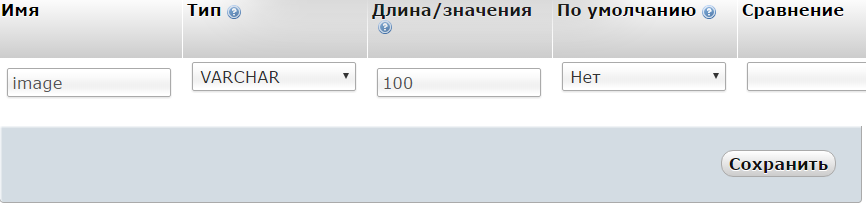 Имя Тип Длина/значения По умолчанию Сравнение
image VARCHAR 100 Нет
Сохранить